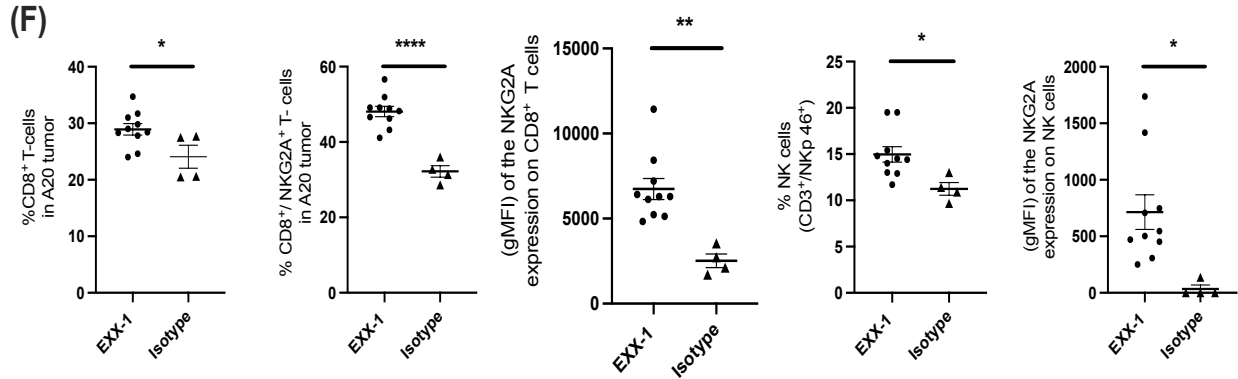 (F)
*
40
30
20
10
0
%CD8⁺ T-cells
in A20 tumor
EXX-1
Isotype
****
60
40
20
0
% CD8⁺/ NKG2A⁺ T- cells
in A20 tumor
EXX-1
Isotype
**
15000
10000
5000
0
(gMFI) of the NKG2A
expression on CD8⁺ T cells
EXX-1
Isotype
*
25
20
15
10
5
0
% NK cells
(CD3⁺/NKp 46⁺)
EXX-1
Isotype
*
2000
1500
1000
500
0
(gMFI) of the NKG2A
expression on NK cells
EXX-1
Isotype